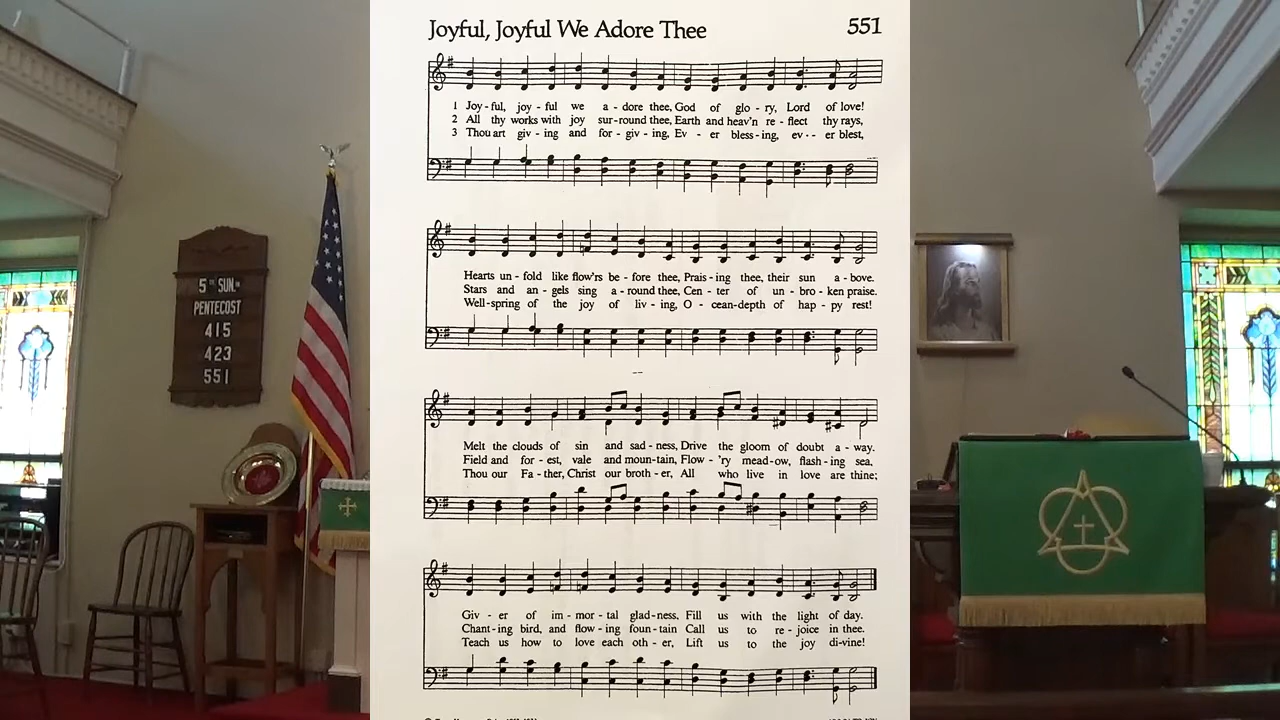 5TH SUN.IN
PENTECOST
415
423
551
Joyful, Joyful We Adore Thee
551
1 Joy-ful, joy - ful we a - dore thee, God of glo - ry, Lord of love!
2 All thy works with joy sur-round thee, Earth and heav'n re - flect thy rays,
3 Thou art giv - ing and for - giv - ing, Ev - er bless - ing, ev - - er blest,
Hearts un - fold like flow'rs be - fore thee, Prais - ing thee, their sun a - bove.
Stars and an - gels sing a - round thee, Cen - ter of un - bro - ken praise.
Well-spring of the joy of liv - ing, O - cean-depth of hap - py rest!
Melt the clouds of sin and sad - ness, Drive the gloom of doubt a - way.
Field and for - est, vale and moun-tain, Flow - 'ry mead-ow, flash - ing sea,
Thou our Fa - ther, Christ our broth - er, All who live in love are thine;
Giv - er of im - mor - tal glad-ness, Fill us with the light of day.
Chant-ing bird, and flow - ing foun - tain Call us to re - joice in thee.
Teach us how to love each oth - er, Lift us to the joy di-vine!